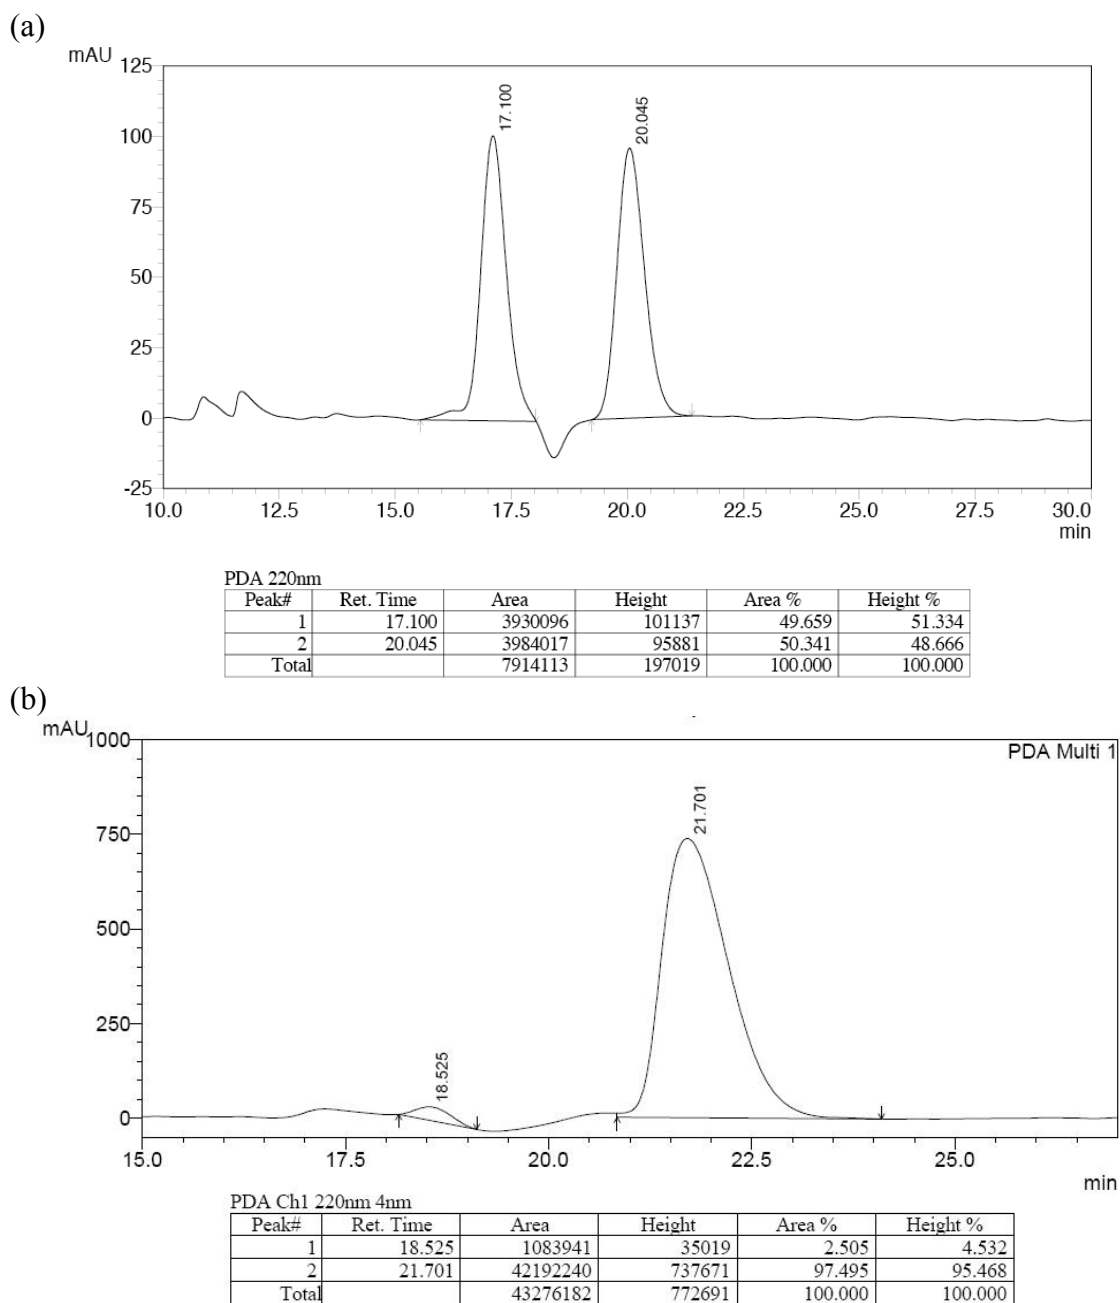 (a)
mAU
125
100
75
50
25
0
-25
17.100
20.045
10.0 12.5 15.0 17.5 20.0 22.5 25.0 27.5 30.0
min
PDA 220nm
Peak# Ret. Time Area Height Area % Height %
1 17.100 3930096 101137 49.659 51.334
2 20.045 3984017 95881 50.341 48.666
Total 7914113 197019 100.000 100.000
(b)
mAU
1000
PDA Multi 1
750
500
250
0
21.701
18.525
15.0 17.5 20.0 22.5 25.0
min
PDA Ch1 220nm 4nm
Peak# Ret. Time Area Height Area % Height %
1 18.525 1083941 35019 2.505 4.532
2 21.701 42192240 737671 97.495 95.468
Total 43276182 772691 100.000 100.000